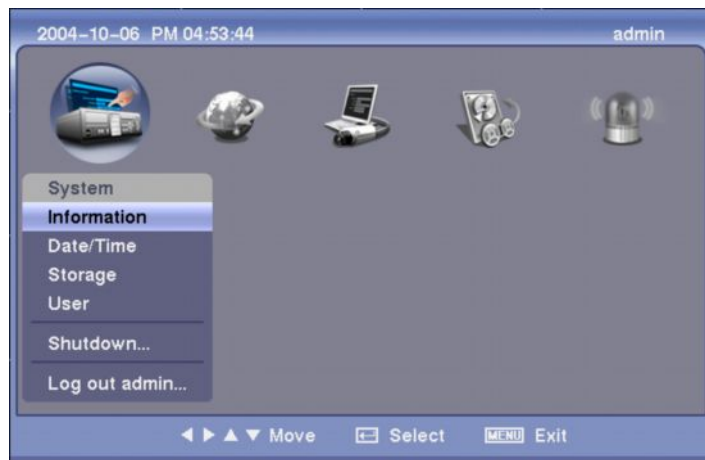 2004-10-06 PM 04:53:44 admin
System
Information
Date/Time
Storage
User
Shutdown...
Log out admin...
Move Select MENU Exit